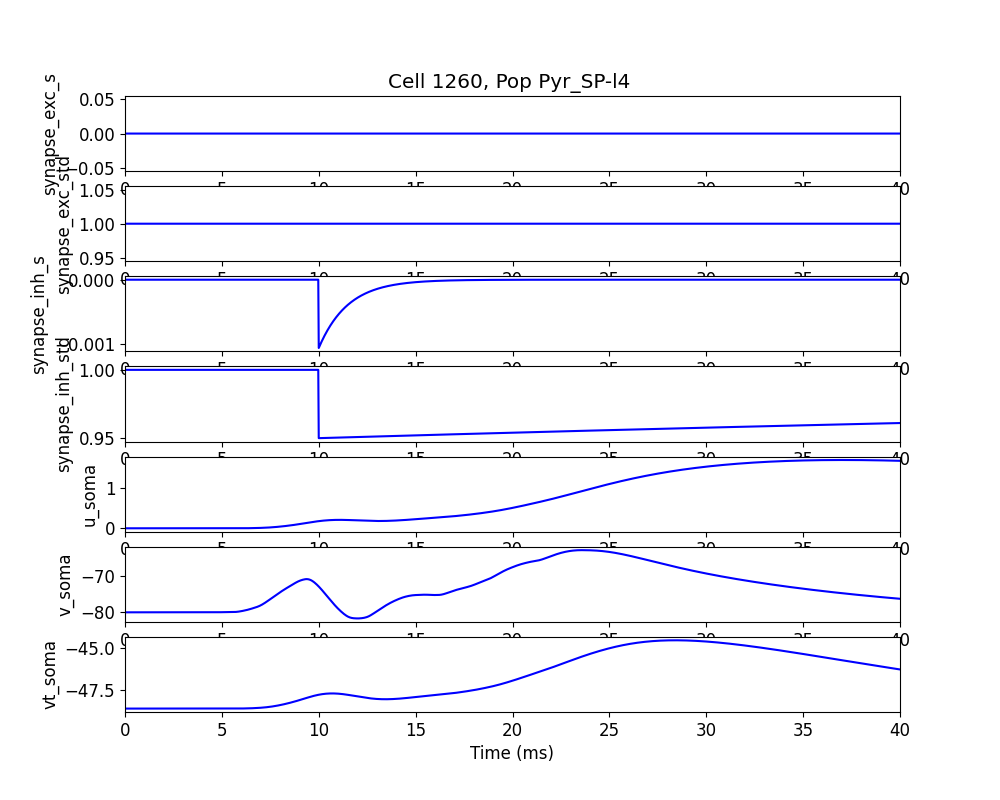 Cell 1260, Pop Pyr_SP-l4
synapse_exc_s
0.05
0.00
−0.05
0 5 10 15 20 25 30 35 40
synapse_exc_std
1.05
1.00
0.95
0 5 10 15 20 25 30 35 40
synapse_inh_s
0.000
−0.001
0 5 10 15 20 25 30 35 40
synapse_inh_std
1.00
0.95
0 5 10 15 20 25 30 35 40
u_soma
1
0
0 5 10 15 20 25 30 35 40
v_soma
−70
−80
0 5 10 15 20 25 30 35 40
vt_soma
−45.0
−47.5
0 5 10 15 20 25 30 35 40
Time (ms)